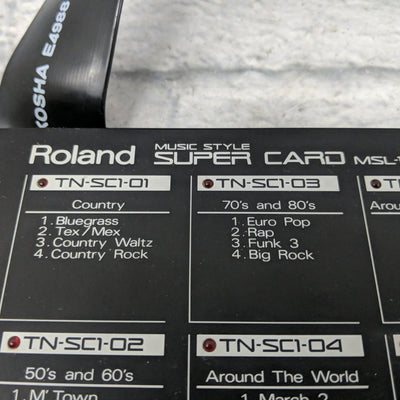 KOSHA E4988
Roland MUSIC STYLE SUPER CARD MSL-
TN-SC1-01
Country
1. Bluegrass
2. Tex/Mex
3. Country Waltz
4. Country Rock
TN-SC1-03
70's and 80's
1. Euro Pop
2. Rap
3. Funk 3
4. Big Rock
TN-SC1-02
50's and 60's
1. M'Town
TN-SC1-04
Around The World
1. March 2